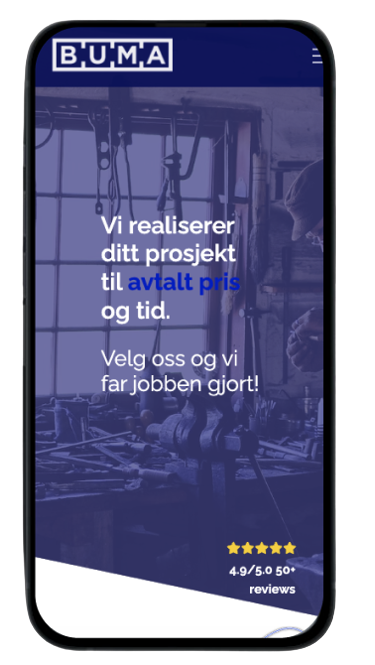 BUMA
Vi realiserer
ditt prosjekt
til avtalt pris
og tid.
Velg oss og vi
far jobben gjort!
4.9/5.0 50+
reviews